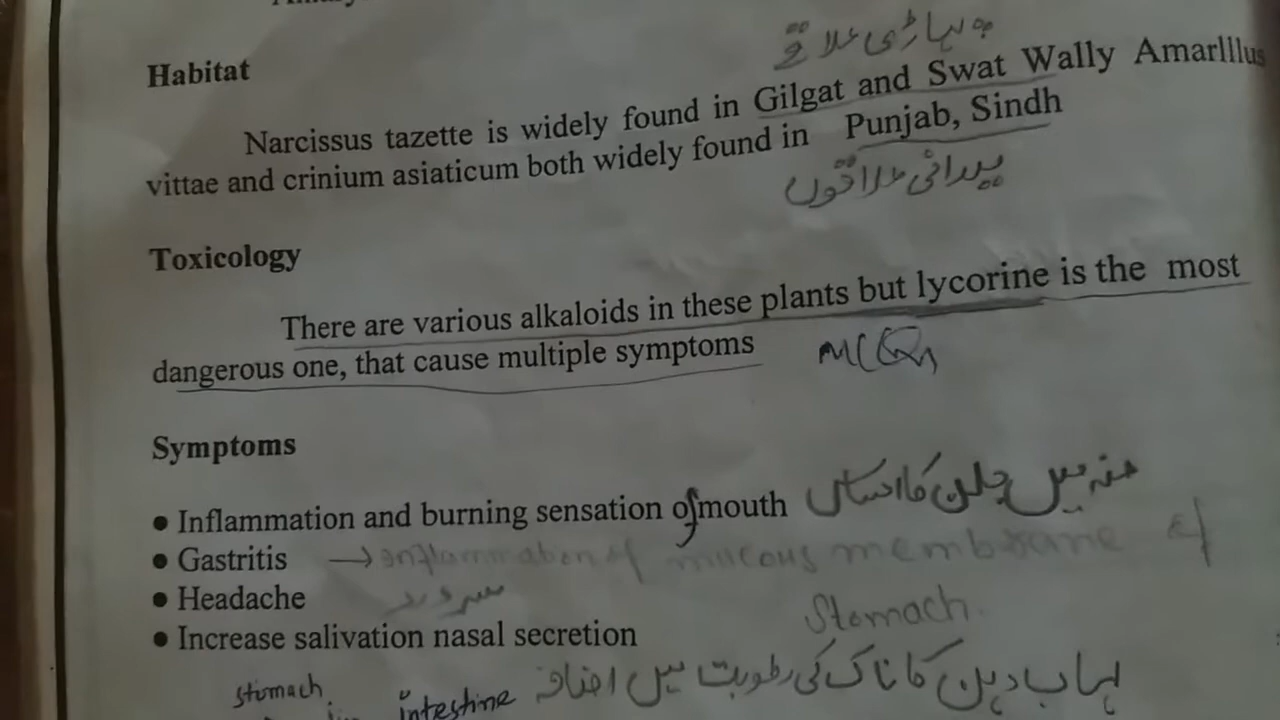 Habitat
پہاڑی علاقے
Narcissus tazette is widely found in Gilgat and Swat Wally Amarlllus
vittae and crinium asiaticum both widely found in Punjab, Sindh
علاقوں
Toxicology
There are various alkaloids in these plants but lycorine is the most
dangerous one, that cause multiple symptoms MCQs
Symptoms
● Inflammation and burning sensation of mouth منہ میں جلن کا احساس
● Gastritis → inflammation of mucous membrane of
stomach
● Headache سر درد
● Increase salivation nasal secretion
لعاب دہن کا ناک کی رطوبت میں اضافہ
stomach intestine